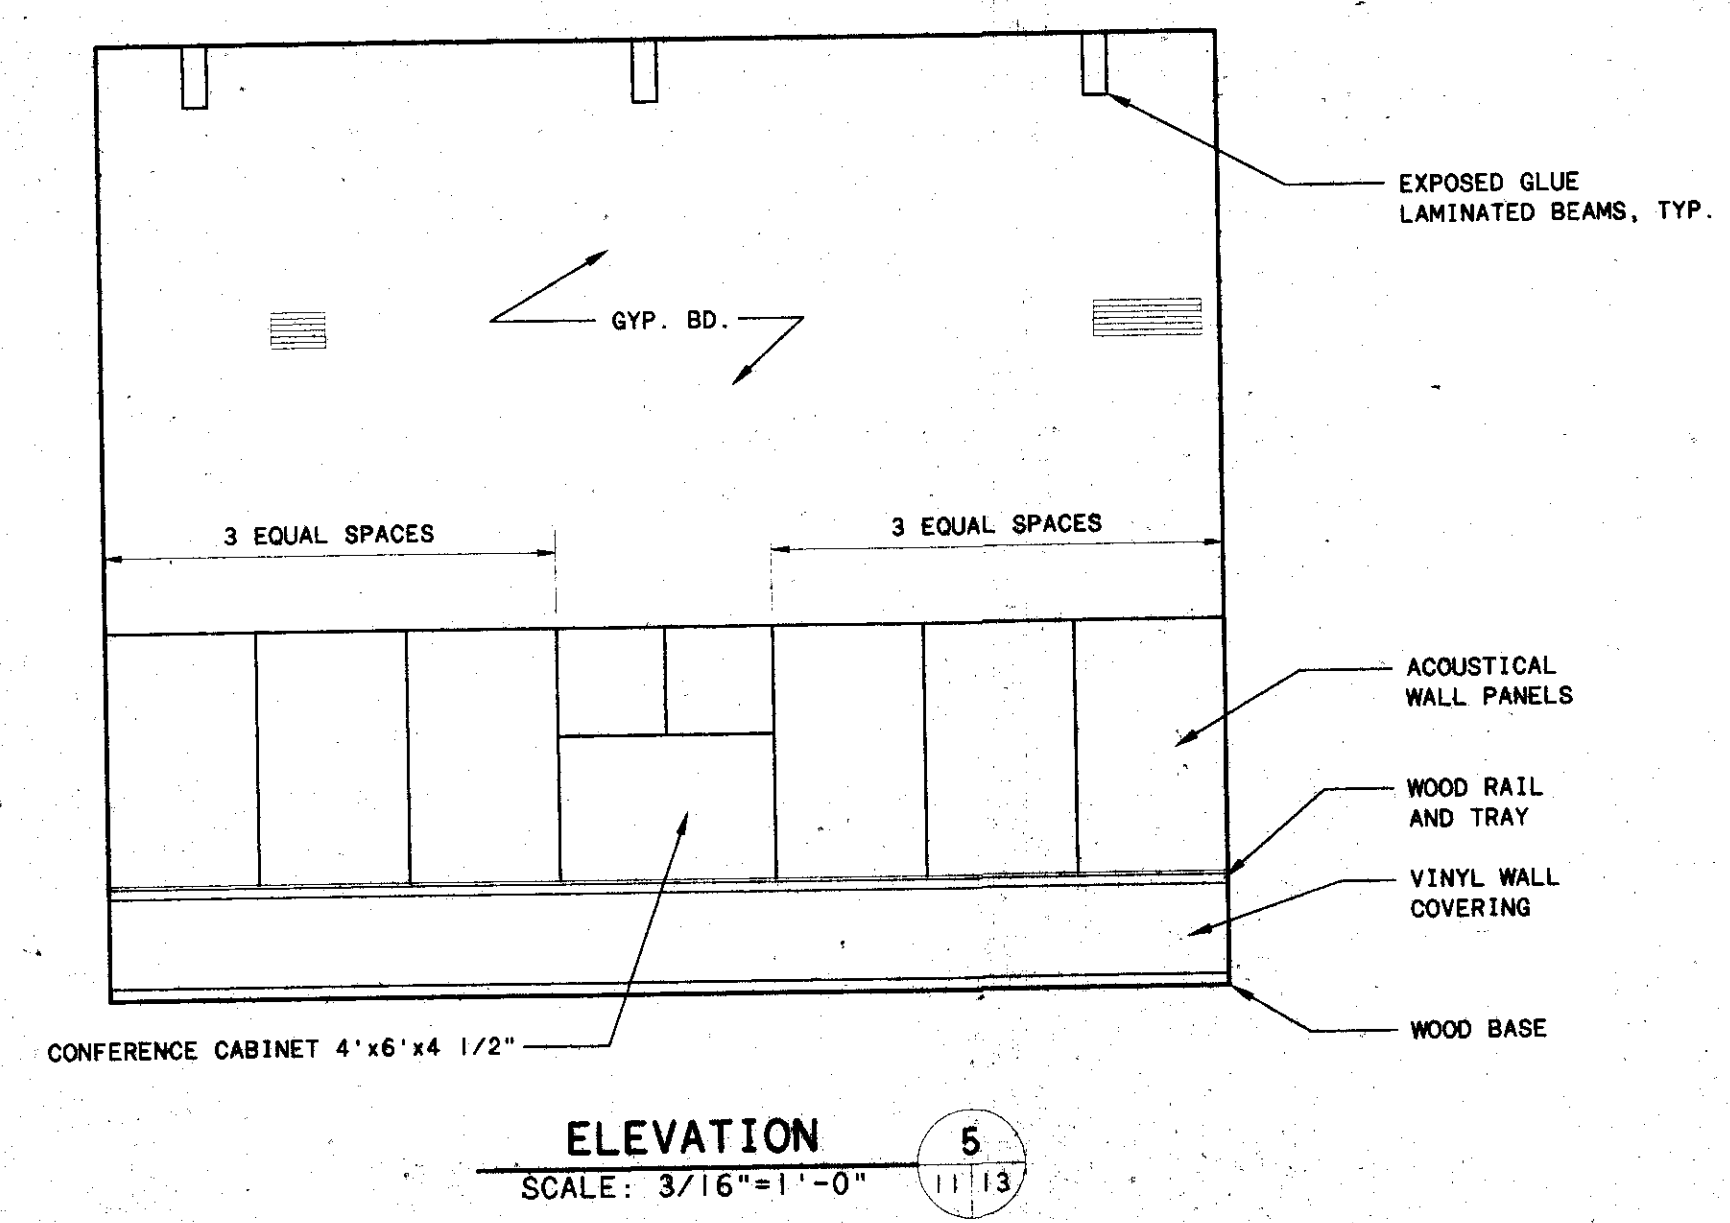 EXPOSED GLUE
LAMINATED BEAMS, TYP.
GYP. BD.
3 EQUAL SPACES
3 EQUAL SPACES
ACOUSTICAL
WALL PANELS
WOOD RAIL
AND TRAY
VINYL WALL
COVERING
WOOD BASE
CONFERENCE CABINET 4'x6'x4 1/2"
ELEVATION
SCALE: 3/16"=1'-0"
5
11 13